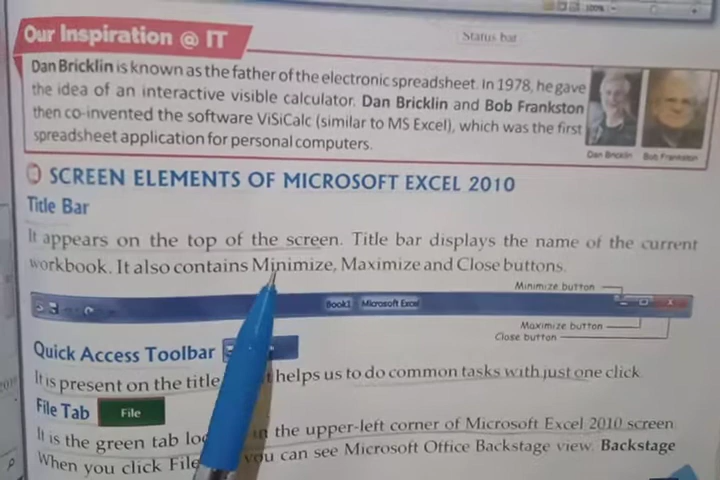 100%
Status bar
Our Inspiration @ IT
Dan Bricklin is known as the father of the electronic spreadsheet. In 1978, he gave
the idea of an interactive visible calculator. Dan Bricklin and Bob Frankston
then co-invented the software ViSiCalc (similar to MS Excel), which was the first
spreadsheet application for personal computers.
Dan Bricklin Bob Frankston
SCREEN ELEMENTS OF MICROSOFT EXCEL 2010
Title Bar
It appears on the top of the screen. Title bar displays the name of the current
workbook. It also contains Minimize, Maximize and Close buttons.
Minimize button
Book1 Microsoft Excel
Maximize button
Close button
Quick Access Toolbar
It is present on the title helps us to do common tasks with just one click.
File Tab File
It is the green tab in the upper-left corner of Microsoft Excel 2010 screen
When you click File you can see Microsoft Office Backstage view. Backstage